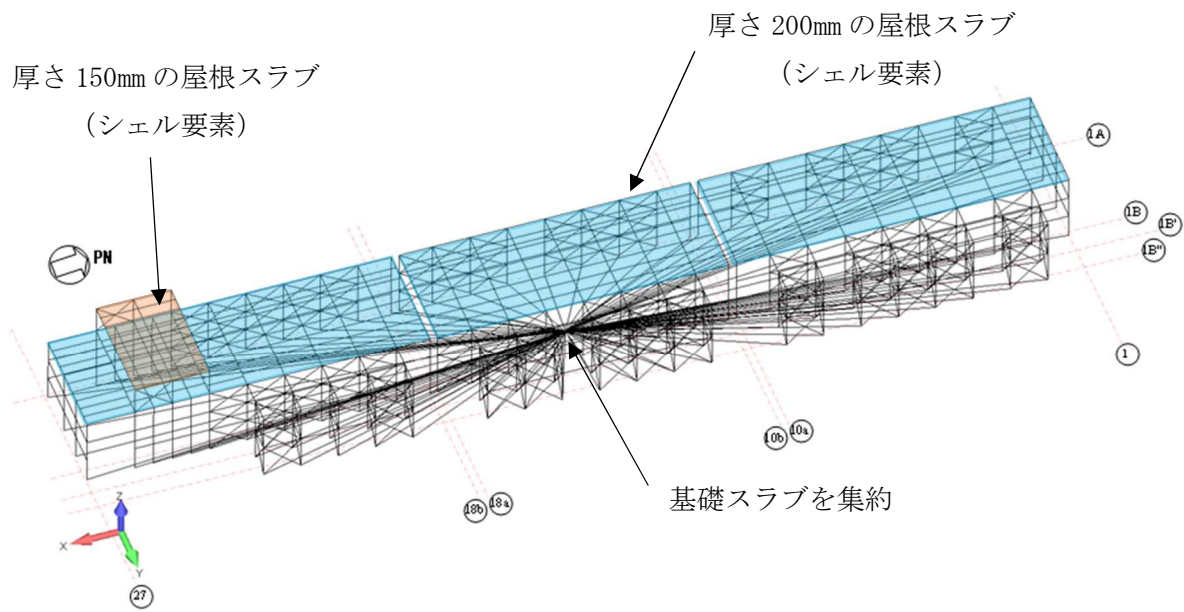 厚さ 200㎜ の屋根スラブ
（シェル要素）
厚さ 150㎜ の屋根スラブ
（シェル要素）
1A
1B
1B'
1B"
PN
1
10b
10a
18b
18a
基礎スラブを集約
Z
X
Y
27